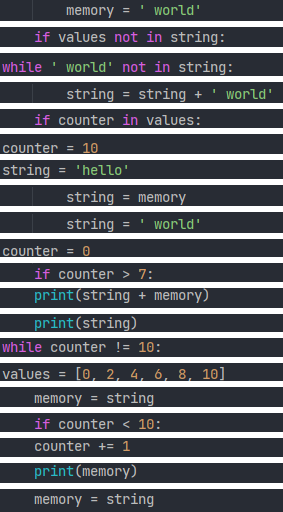 memory = ' world'
    if values not in string:
while ' world' not in string:
        string = string + ' world'
    if counter in values:
counter = 10
string = 'hello'
        string = memory
        string = ' world'
counter = 0
    if counter > 7:
    print(string + memory)
    print(string)
while counter != 10:
values = [0, 2, 4, 6, 8, 10]
    memory = string
    if counter < 10:
    counter += 1
    print(memory)
    memory = string